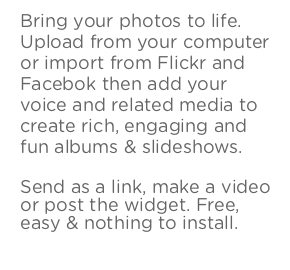 Bring your photos to life.
Upload from your computer
or import from Flickr and
Facebok then add your
voice and related media to
create rich, engaging and
fun albums & slideshows.
Send as a link, make a video
or post the widget. Free,
easy & nothing to install.